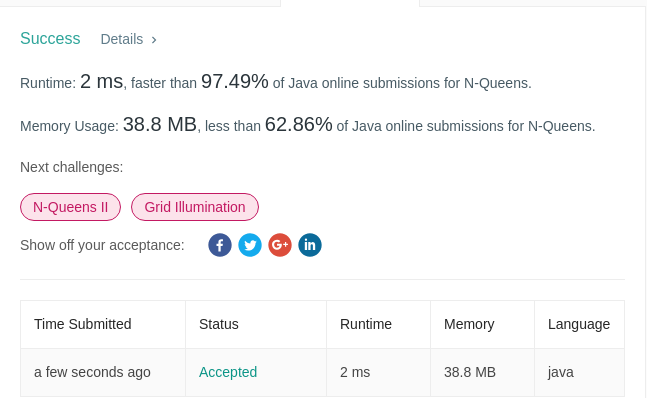 Success Details >
Runtime: 2 ms, faster than 97.49% of Java online submissions for N-Queens.
Memory Usage: 38.8 MB, less than 62.86% of Java online submissions for N-Queens.
Next challenges:
N-Queens II Grid Illumination
Show off your acceptance: f G+ in
Time Submitted Status Runtime Memory Language
a few seconds ago Accepted 2 ms 38.8 MB java